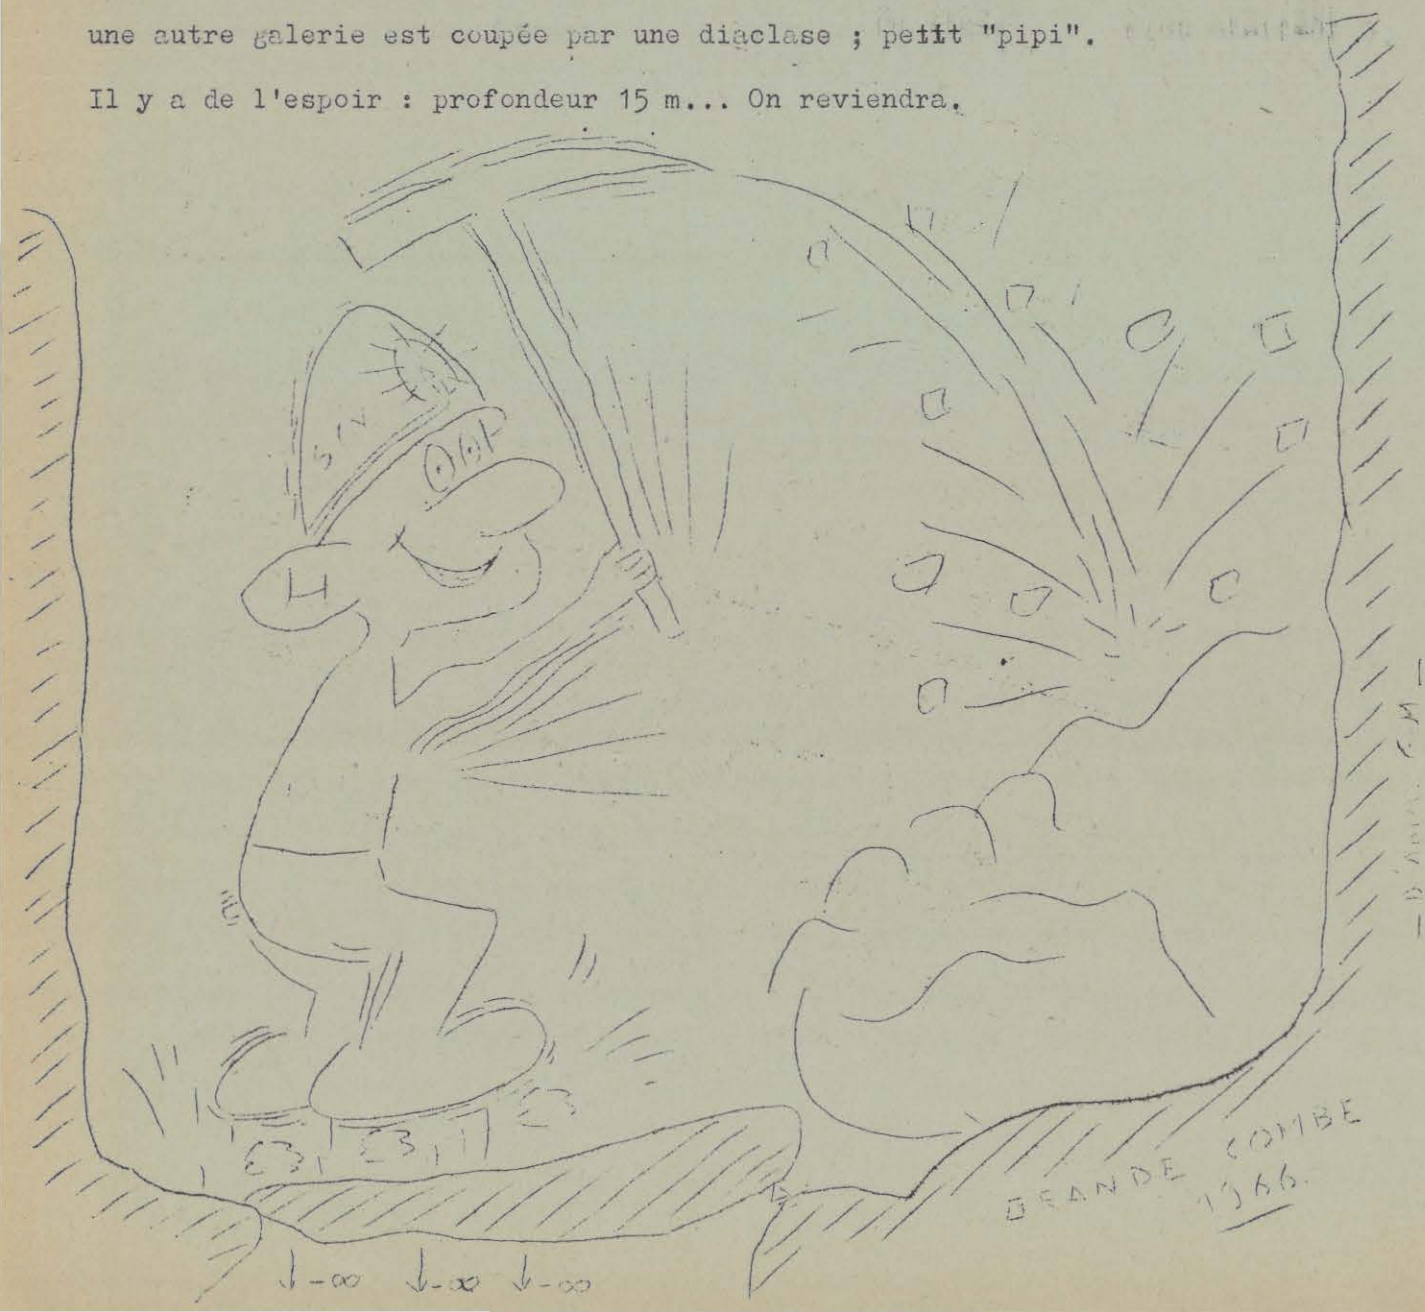 une autre galerie est coupée par une diaclase ; petit "pipi".
Il y a de l'espoir : profondeur 15 m... On reviendra.
SCV
H
GRANDE COMBE
1966.
↓-∞ ↓-∞ ↓-∞